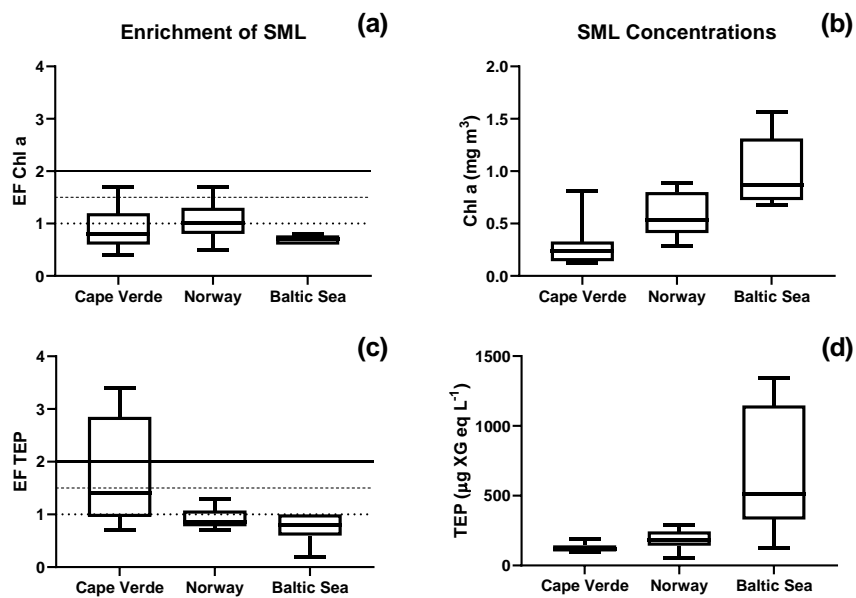 Enrichment of SML
(a)
SML Concentrations
(b)
EF Chl a
4
3
2
1
0
Cape Verde
Norway
Baltic Sea
Chl a (mg m³)
2.0
1.5
1.0
0.5
0.0
Cape Verde
Norway
Baltic Sea
(c)
EF TEP
4
3
2
1
0
Cape Verde
Norway
Baltic Sea
(d)
TEP (µg XG eq L⁻¹)
1500
1000
500
0
Cape Verde
Norway
Baltic Sea